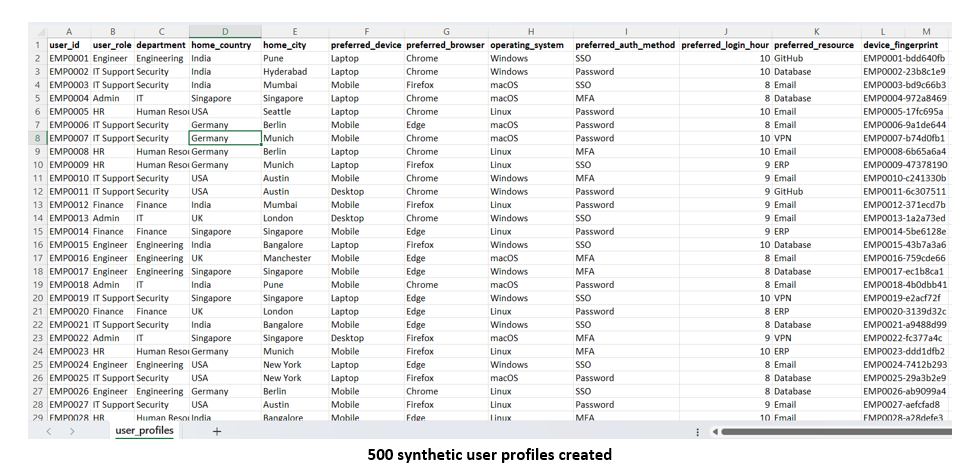 A B C D E F G H I J K L M
1 user_id user_role department home_country home_city preferred_device preferred_browser operating_system preferred_auth_method preferred_login_hour preferred_resource device_fingerprint
2 EMP0001 Engineer Engineering India Pune Laptop Chrome Windows SSO 10 GitHub EMP0001-bdd640fb
3 EMP0002 IT Support Security India Hyderabad Laptop Chrome Windows Password 10 Database EMP0002-23b8c1e9
4 EMP0003 IT Support Security India Mumbai Mobile Firefox macOS SSO 8 Email EMP0003-bd9c66b3
5 EMP0004 Admin IT Singapore Singapore Laptop Chrome macOS MFA 8 Database EMP0004-972a8469
6 EMP0005 HR Human Resou USA Seattle Laptop Chrome Linux Password 10 Email EMP0005-17fc695a
7 EMP0006 IT Support Security Germany Berlin Mobile Edge macOS Password 8 Email EMP0006-9a1de644
8 EMP0007 IT Support Security Germany Munich Mobile Chrome macOS Password 10 VPN EMP0007-b74d0fb1
9 EMP0008 HR Human Resou Germany Berlin Mobile Chrome Linux MFA 10 Email EMP0008-6b65a6a4
10 EMP0009 HR Human Resou Germany Munich Laptop Firefox Linux SSO 9 ERP EMP0009-47378190
11 EMP0010 IT Support Security USA Austin Mobile Chrome Windows MFA 9 Email EMP0010-c241330b
12 EMP0011 IT Support Security USA Austin Desktop Chrome Windows Password 9 GitHub EMP0011-6c307511
13 EMP0012 Finance Finance India Mumbai Mobile Firefox Linux Password 9 Email EMP0012-371ecd7b
14 EMP0013 Admin IT UK London Desktop Chrome Windows SSO 9 Email EMP0013-1a2a73ed
15 EMP0014 Finance Finance Singapore Singapore Mobile Edge Linux Password 9 ERP EMP0014-5be6128e
16 EMP0015 Engineer Engineering India Bangalore Laptop Firefox Windows SSO 10 Database EMP0015-43b7a3a6
17 EMP0016 Engineer Engineering UK Manchester Mobile Edge macOS MFA 8 Email EMP0016-759cde66
18 EMP0017 Engineer Engineering Singapore Singapore Mobile Edge Windows MFA 8 Database EMP0017-ec1b8ca1
19 EMP0018 Admin IT India Pune Mobile Chrome macOS Password 8 Email EMP0018-4b0dbb41
20 EMP0019 IT Support Security Singapore Singapore Laptop Edge Windows SSO 10 VPN EMP0019-e2acf72f
21 EMP0020 Finance Finance UK London Laptop Edge Linux Password 8 ERP EMP0020-3139d32c
22 EMP0021 IT Support Security India Bangalore Mobile Edge Windows SSO 8 Database EMP0021-a9488d99
23 EMP0022 Admin IT Singapore Singapore Desktop Firefox macOS MFA 9 VPN EMP0022-fc377a4c
24 EMP0023 HR Human Resou Germany Munich Mobile Firefox Linux MFA 10 ERP EMP0023-ddd1dfb2
25 EMP0024 Engineer Engineering USA New York Laptop Edge Windows SSO 8 Email EMP0024-7412b293
26 EMP0025 IT Support Security USA New York Laptop Firefox macOS Password 8 Database EMP0025-29a3b2e9
27 EMP0026 Engineer Engineering Germany Berlin Mobile Chrome Linux SSO 8 Database EMP0026-ab9099a4
28 EMP0027 IT Support Security USA Austin Mobile Firefox Linux Password 9 Email EMP0027-aefcfad8
29 EMP0028 HR Human Resou India Bangalore Mobile Edge Linux MFA 10 Email EMP0028-a28defe3
user_profiles
500 synthetic user profiles created